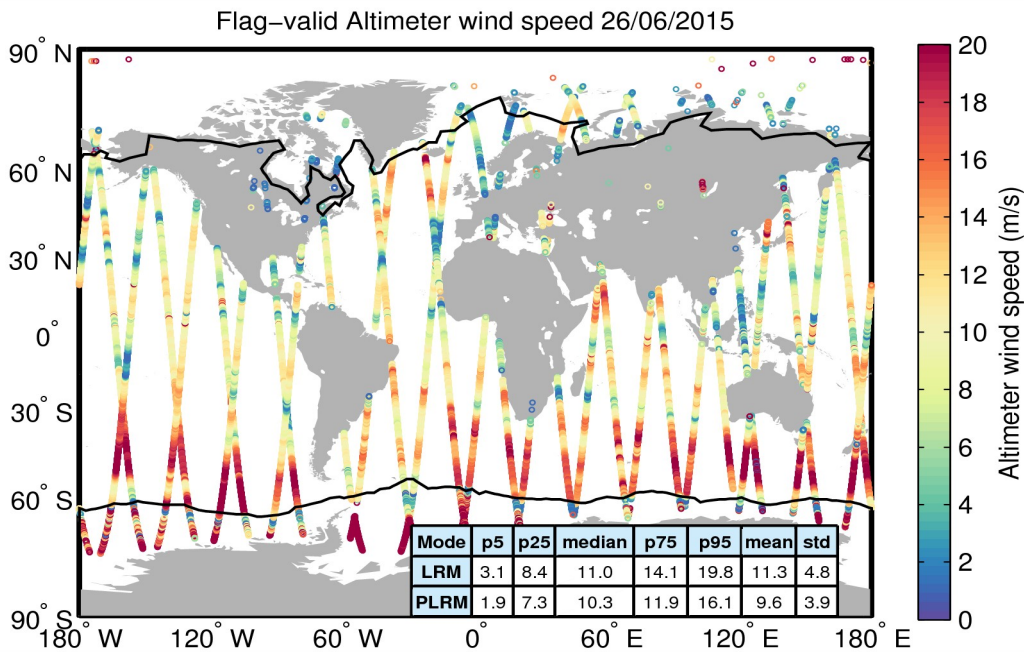 Flag−valid Altimeter wind speed 26/06/2015
90° N
60° N
30° N
0°
30° S
60° S
90° S
180° W
120° W
60° W
0°
60° E
120° E
180° E
Mode p5 p25 median p75 p95 mean std
LRM 3.1 8.4 11.0 14.1 19.8 11.3 4.8
PLRM 1.9 7.3 10.3 11.9 16.1 9.6 3.9
20
18
16
14
12
10
8
6
4
2
0
Altimeter wind speed (m/s)